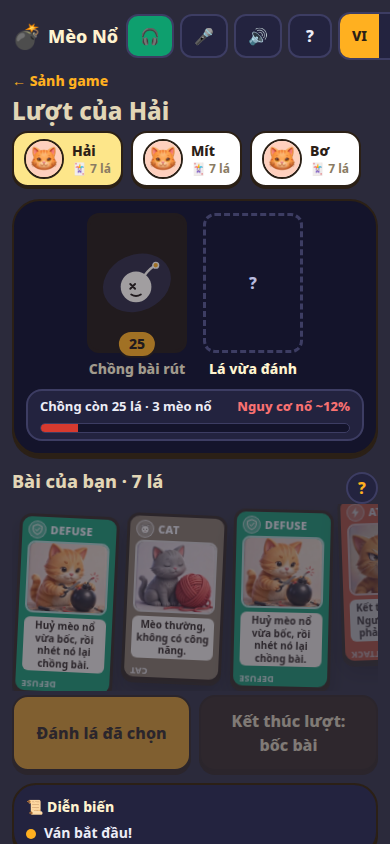 Mèo Nổ
?
VI
← Sảnh game
Lượt của Hải
Hải
7 lá
Mít
7 lá
Bơ
7 lá
?
25
Chồng bài rút
Lá vừa đánh
Chồng còn 25 lá · 3 mèo nổ
Nguy cơ nổ ~12%
Bài của bạn · 7 lá
?
DEFUSE
Huỷ mèo nổ
vừa bốc, rồi
nhét nó lại
chồng bài.
DEFUSE
CAT
Mèo thường,
không có công
năng.
CAT
DEFUSE
Huỷ mèo nổ
vừa bốc, rồi
nhét nó lại
chồng bài.
DEFUSE
Đánh lá đã chọn
Kết thúc lượt:
bốc bài
Diễn biến
Ván bắt đầu!